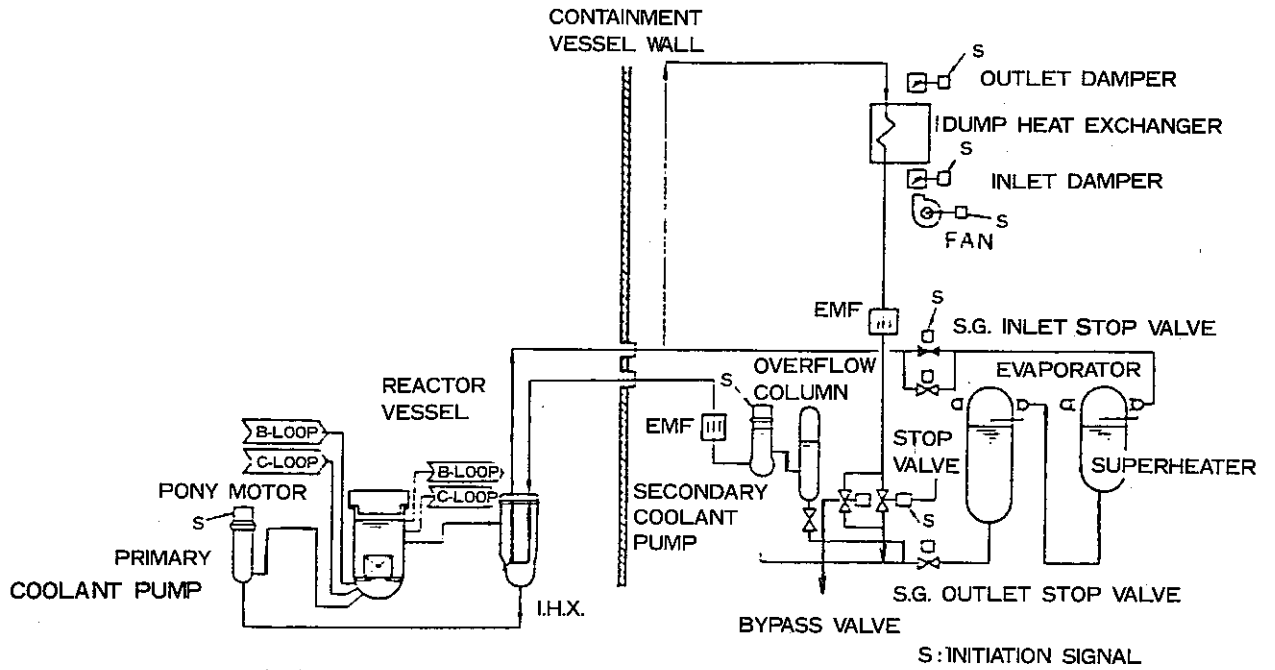 CONTAINMENT
VESSEL WALL
S
OUTLET DAMPER
DUMP HEAT EXCHANGER
S
INLET DAMPER
S
FAN
EMF
S
S.G. INLET STOP VALVE
OVERFLOW
COLUMN
EVAPORATOR
REACTOR
VESSEL
S
EMF
B-LOOP
C-LOOP
B-LOOP
C-LOOP
STOP
VALVE
SUPERHEATER
PONY MOTOR
S
SECONDARY
COOLANT
PUMP
S
PRIMARY
COOLANT PUMP
I.H.X.
S.G. OUTLET STOP VALVE
BYPASS VALVE
S : INITIATION SIGNAL